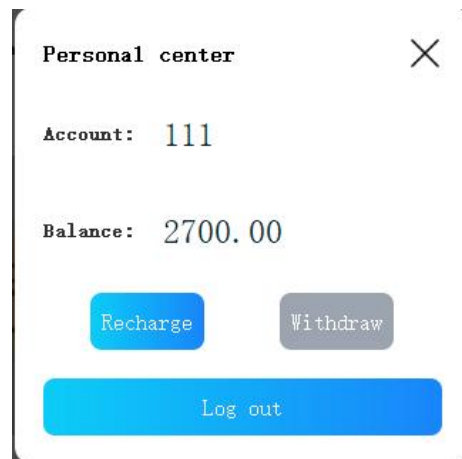 Personal center
Account: 111
Balance: 2700.00
Recharge Withdraw
Log out